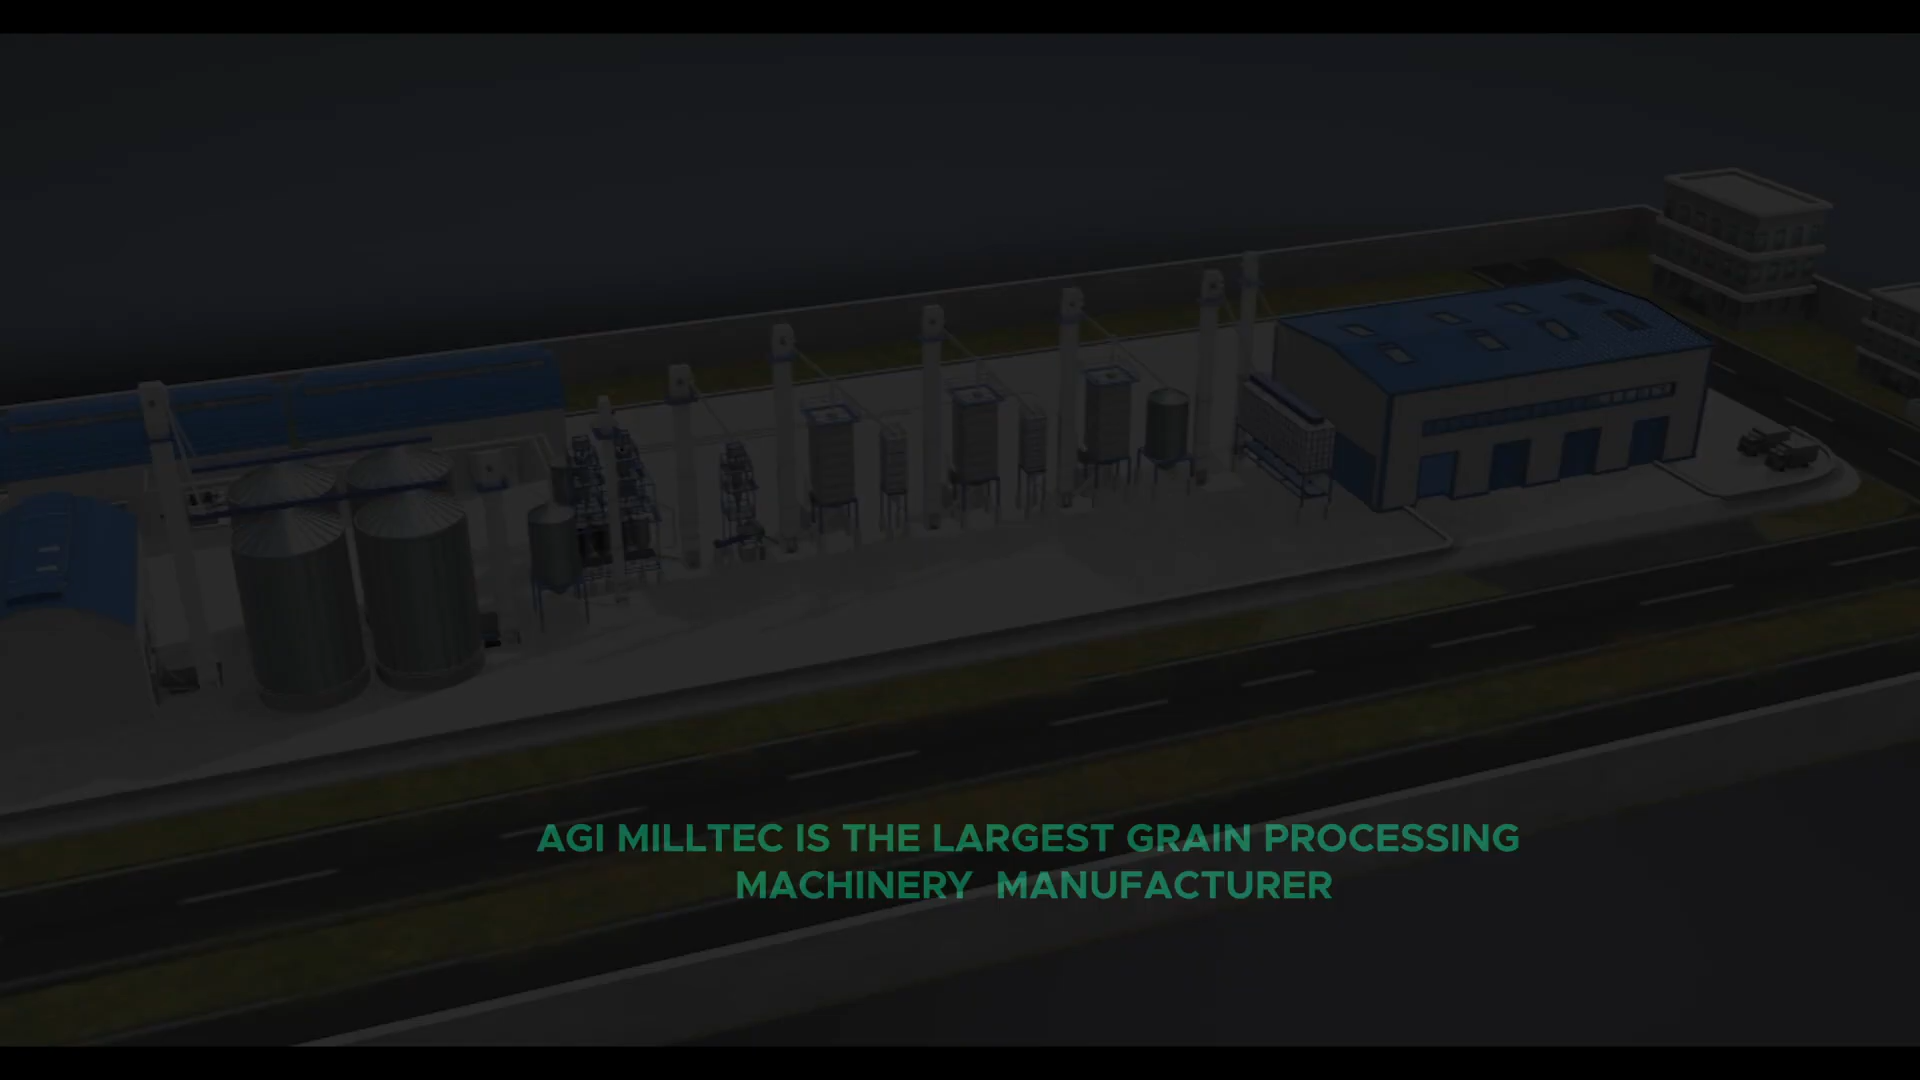 AGI MILLTEC IS THE LARGEST GRAIN PROCESSING
MACHINERY MANUFACTURER